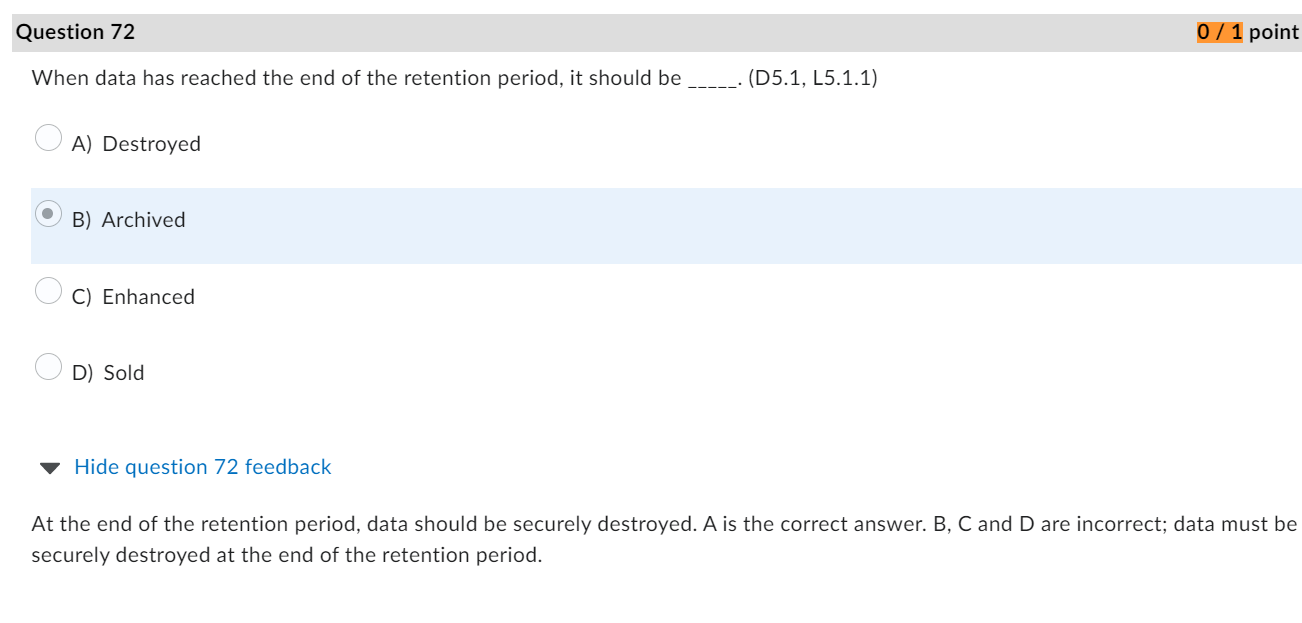 Question 72 0 / 1 point
When data has reached the end of the retention period, it should be _____. (D5.1, L5.1.1)
A) Destroyed
B) Archived
C) Enhanced
D) Sold
Hide question 72 feedback
At the end of the retention period, data should be securely destroyed. A is the correct answer. B, C and D are incorrect; data must be
securely destroyed at the end of the retention period.